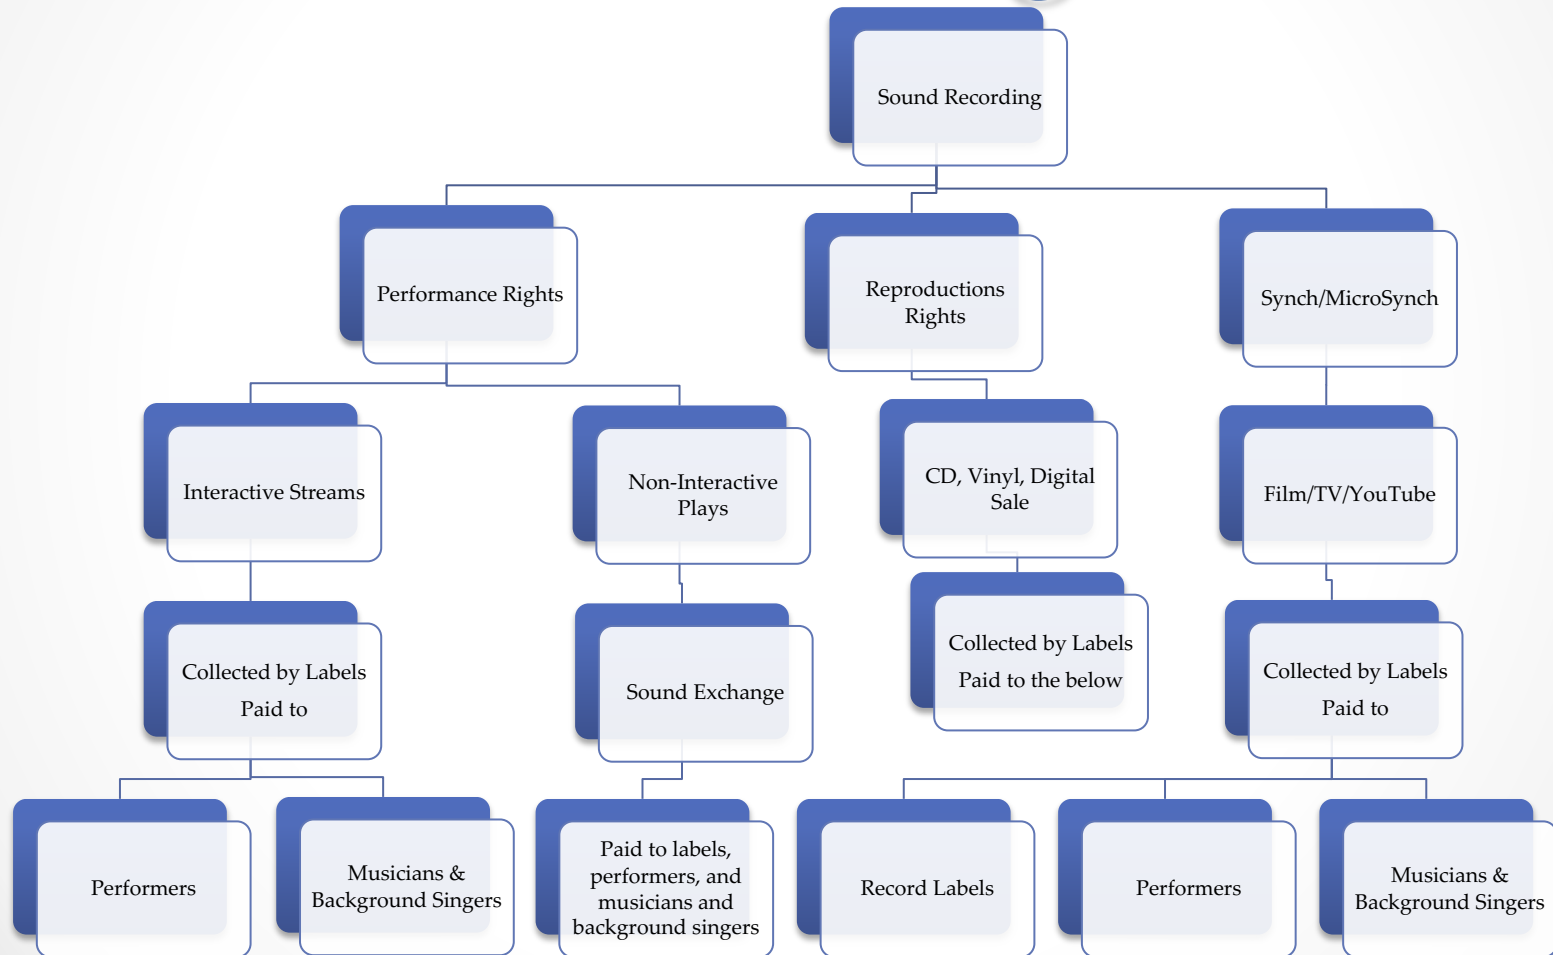 Sound Recording
Performance Rights
Reproductions
Rights
Synch/MicroSynch
Interactive Streams
Non-Interactive
Plays
CD, Vinyl, Digital
Sale
Film/TV/YouTube
Collected by Labels
Paid to
Sound Exchange
Collected by Labels
Paid to the below
Collected by Labels
Paid to
Performers
Musicians &
Background Singers
Paid to labels,
performers, and
musicians and
background singers
Record Labels
Performers
Musicians &
Background Singers